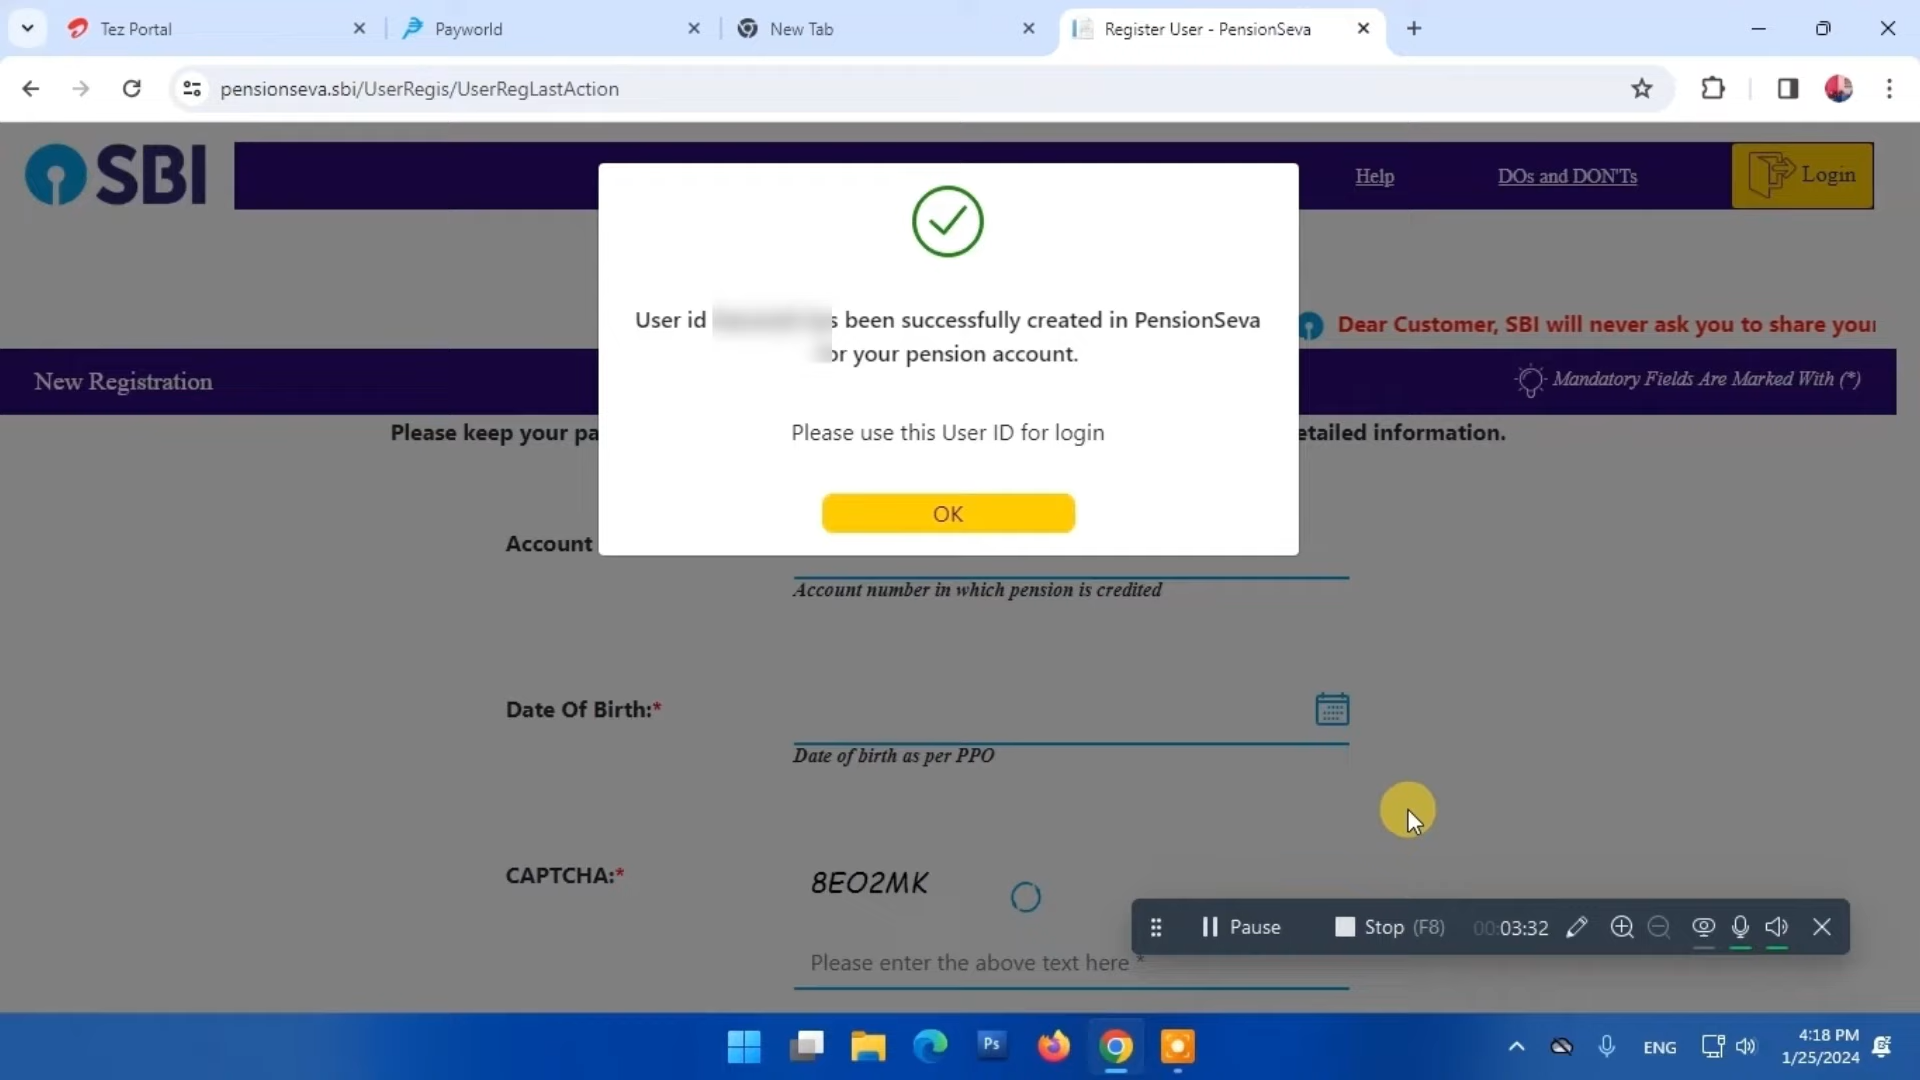 Tez Portal
Payworld
New Tab
Register User - PensionSeva
pensionseva.sbi/UserRegis/UserRegLastAction
SBI
Help
DOs and DON'Ts
Login
User id s been successfully created in PensionSeva
or your pension account.
Please use this User ID for login
OK
Dear Customer, SBI will never ask you to share your
New Registration
Mandatory Fields Are Marked With (*)
Please keep your pa
etailed information.
Account
Account number in which pension is credited
Date Of Birth:*
Date of birth as per PPO
CAPTCHA:*
8EO2MK
Please enter the above text here *
Pause
Stop (F8)
00:03:32
Ps
ENG
4:18 PM
1/25/2024